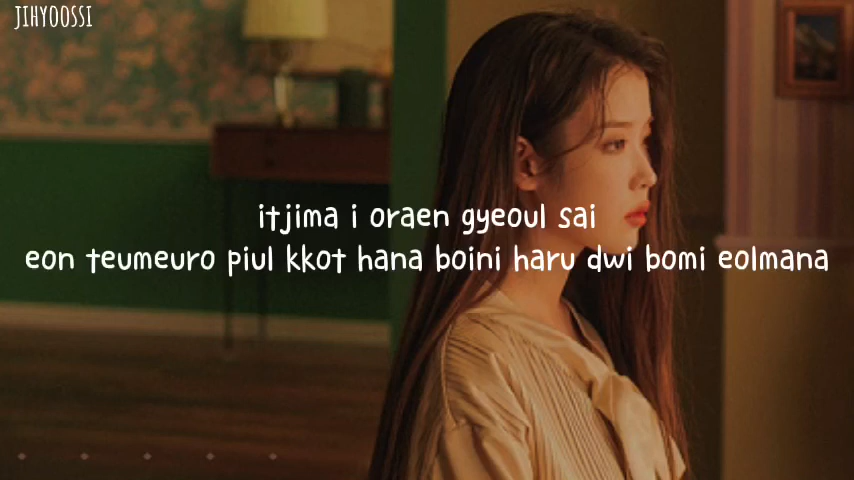 JIHYOOSSI
itjima i oraen gyeoul sai
eon teumeuro piul kkot hana boini haru dwi bomi eolmana